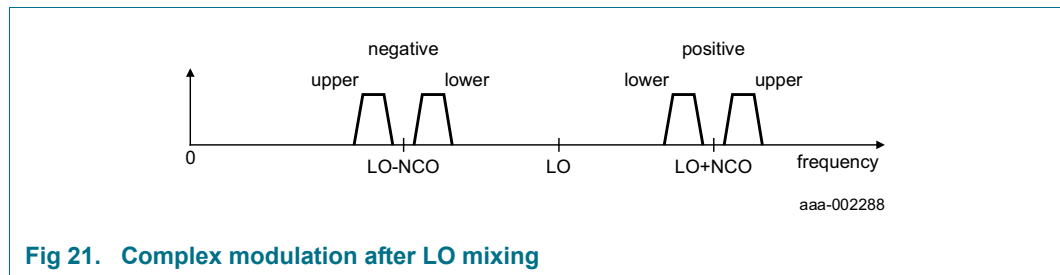 negative positive
upper lower lower upper
0 LO-NCO LO LO+NCO frequency
aaa-002288
Fig 21. Complex modulation after LO mixing